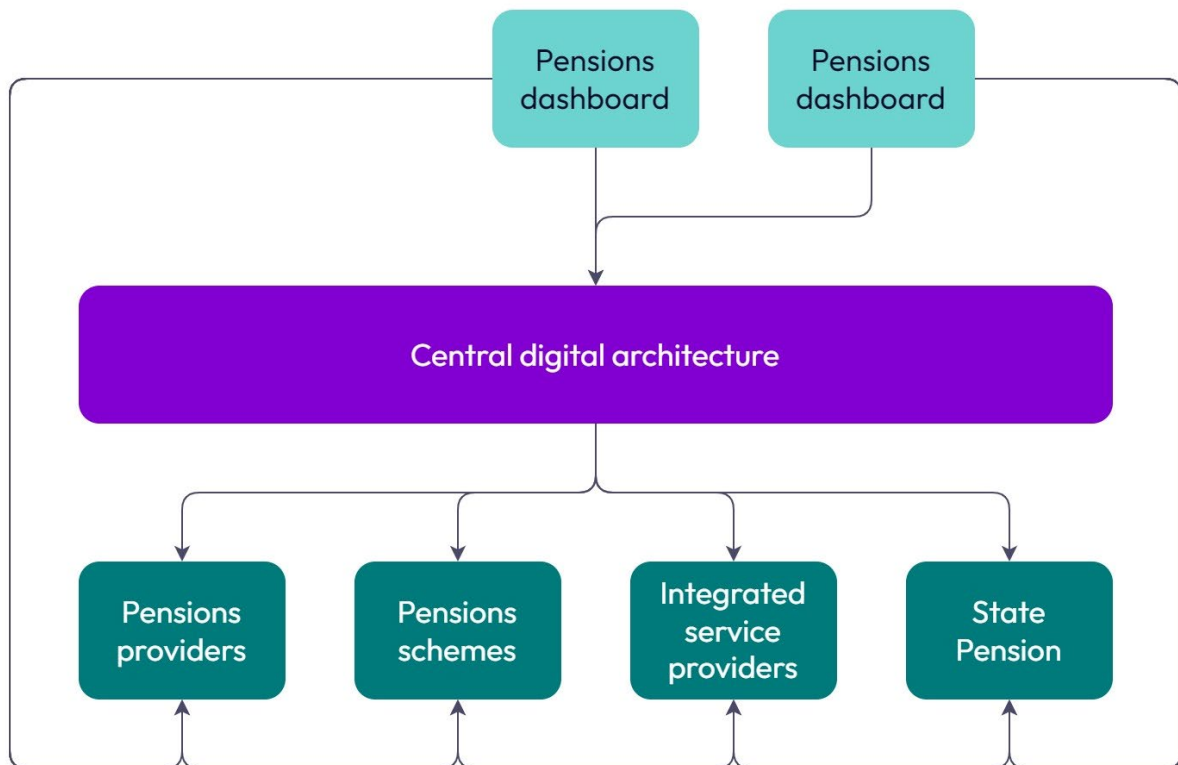 Pensions
dashboard
Pensions
dashboard
Central digital architecture
Pensions
providers
Pensions
schemes
Integrated
service
providers
State
Pension